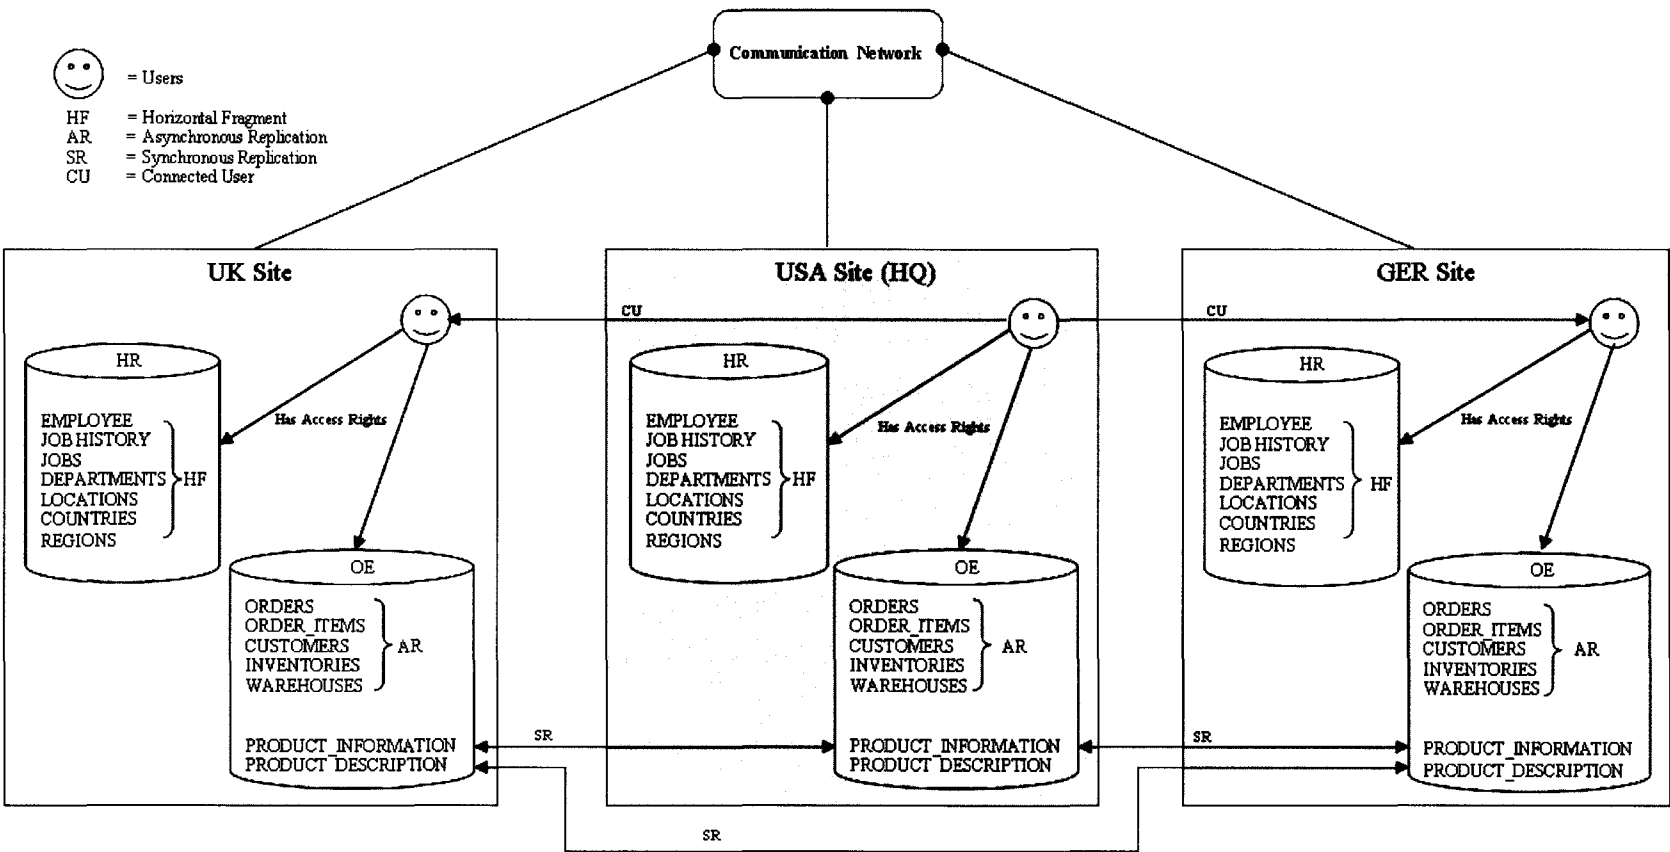 Communication Network
= Users
HF = Horizontal Fragment
AR = Asynchronous Replication
SR = Synchronous Replication
CU = Connected User
UK Site
HR
EMPLOYEE
JOB HISTORY
JOBS
DEPARTMENTS
LOCATIONS
COUNTRIES
REGIONS
HF
Has Access Rights
OE
ORDERS
ORDER_ITEMS
CUSTOMERS
INVENTORIES
WAREHOUSES
AR
PRODUCT_INFORMATION
PRODUCT_DESCRIPTION
CU
SR
USA Site (HQ)
HR
EMPLOYEE
JOB HISTORY
JOBS
DEPARTMENTS
LOCATIONS
COUNTRIES
REGIONS
HF
Has Access Rights
OE
ORDERS
ORDER_ITEMS
CUSTOMERS
INVENTORIES
WAREHOUSES
AR
PRODUCT_INFORMATION
PRODUCT_DESCRIPTION
CU
SR
GER Site
HR
EMPLOYEE
JOB HISTORY
JOBS
DEPARTMENTS
LOCATIONS
COUNTRIES
REGIONS
HF
Has Access Rights
OE
ORDERS
ORDER_ITEMS
CUSTOMERS
INVENTORIES
WAREHOUSES
AR
PRODUCT_INFORMATION
PRODUCT_DESCRIPTION
SR